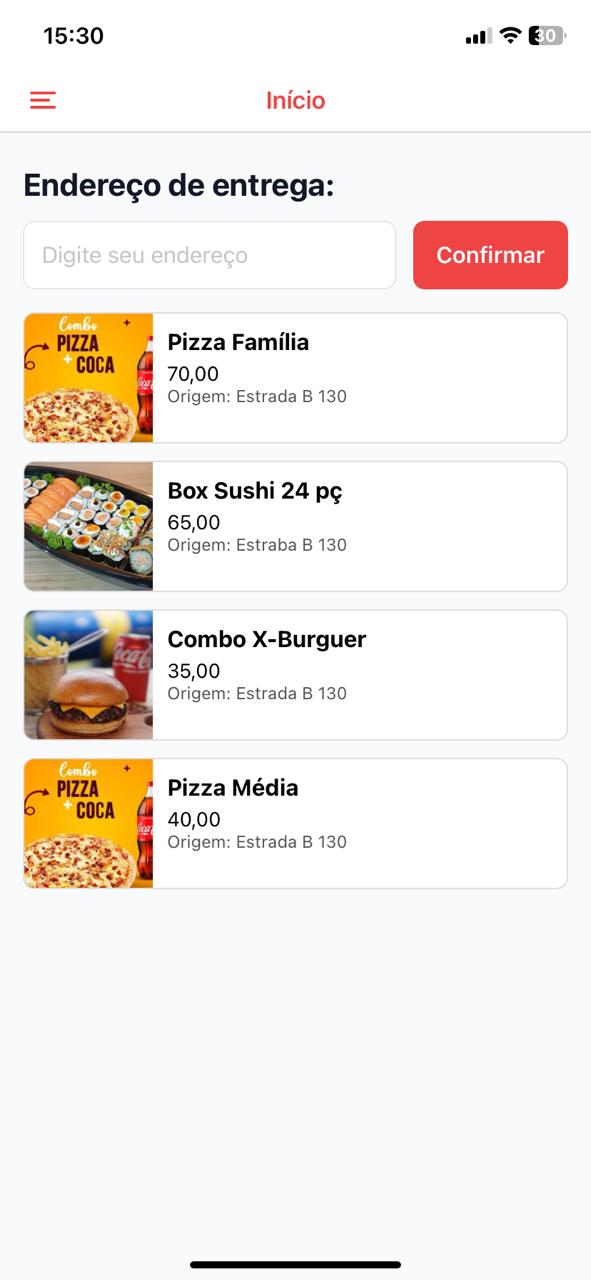 15:30
30
Início
Endereço de entrega:
Digite seu endereço
Confirmar
Combo
PIZZA
+ COCA
Pizza Família
70,00
Origem: Estrada B 130
Box Sushi 24 pç
65,00
Origem: Estraba B 130
Coca
Combo X-Burguer
35,00
Origem: Estrada B 130
Combo
PIZZA
+ COCA
Pizza Média
40,00
Origem: Estrada B 130